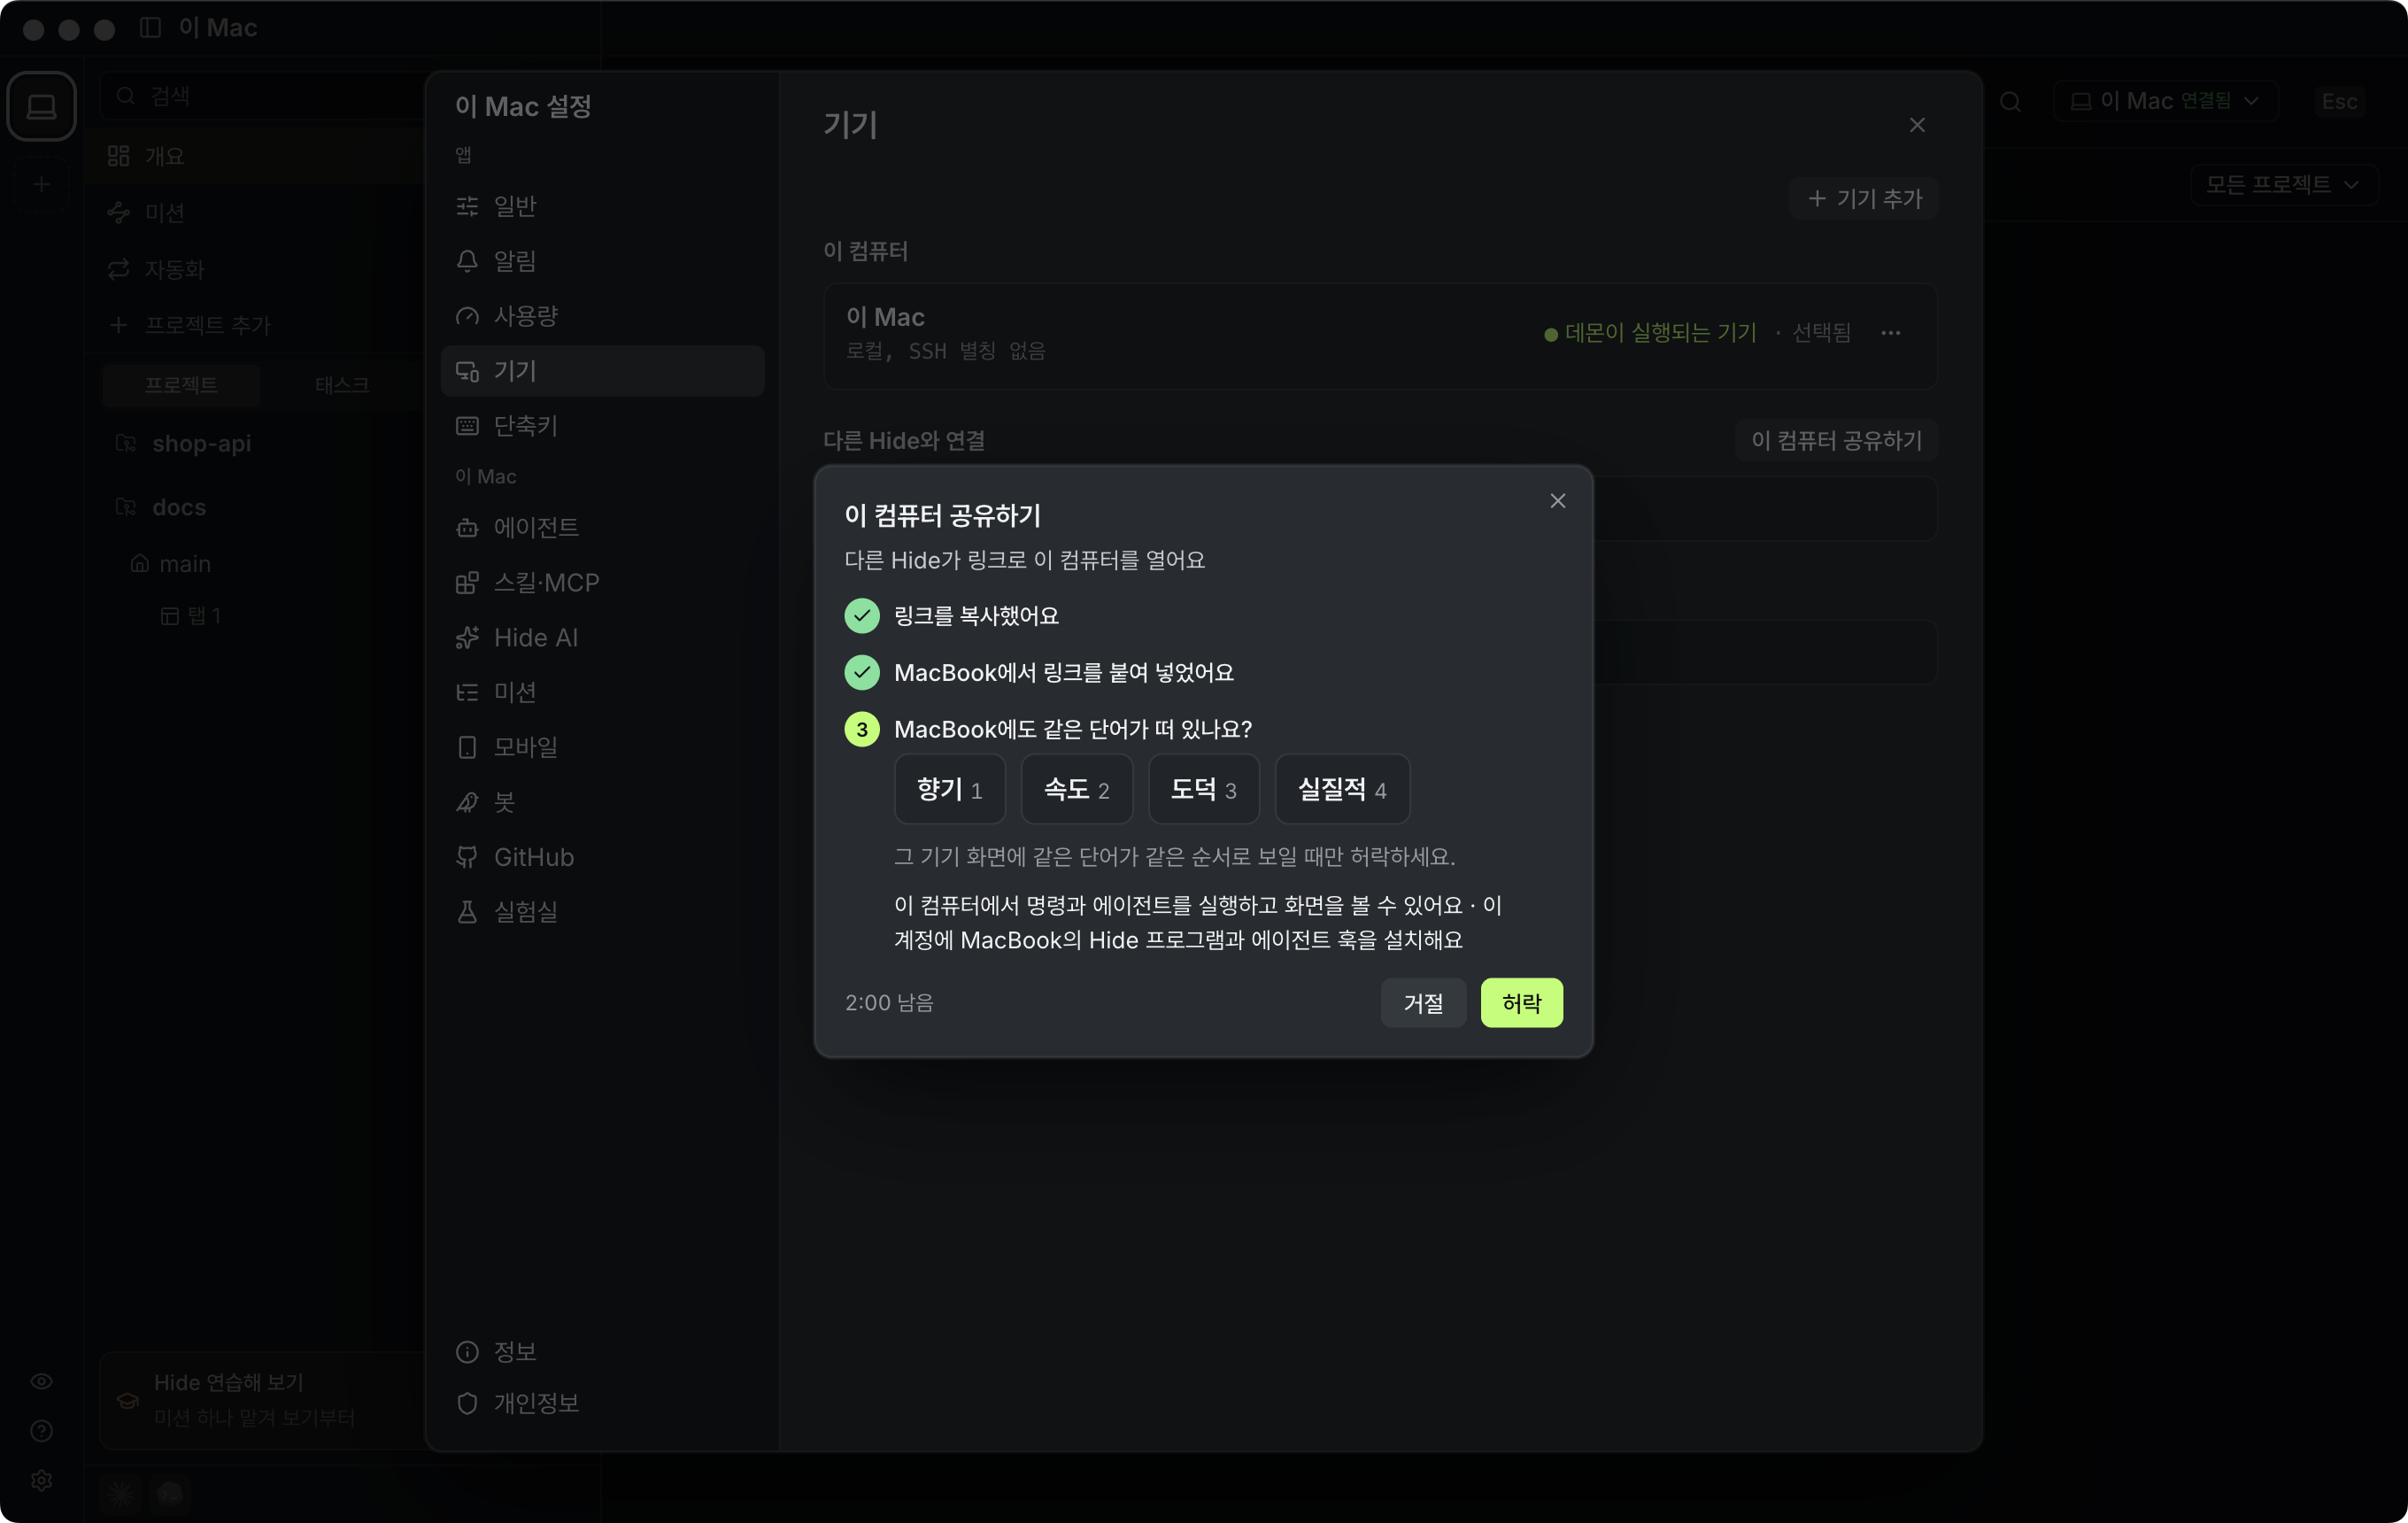 이 Mac
검색
개요
미션
자동화
프로젝트 추가
프로젝트
태스크
shop-api
docs
main
탭 1
Hide 연습해 보기
미션 하나 맡겨 보기부터
이 Mac 설정
앱
일반
알림
사용량
기기
단축키
이 Mac
에이전트
스킬·MCP
Hide AI
미션
모바일
봇
GitHub
실험실
정보
개인정보
기기
기기 추가
이 컴퓨터
이 Mac
로컬, SSH 별칭 없음
데몬이 실행되는 기기 · 선택됨
다른 Hide와 연결
이 컴퓨터 공유하기
이 컴퓨터 공유하기
다른 Hide가 링크로 이 컴퓨터를 열어요
링크를 복사했어요
MacBook에서 링크를 붙여 넣었어요
3 MacBook에도 같은 단어가 떠 있나요?
향기 1 속도 2 도덕 3 실질적 4
그 기기 화면에 같은 단어가 같은 순서로 보일 때만 허락하세요.
이 컴퓨터에서 명령과 에이전트를 실행하고 화면을 볼 수 있어요 · 이
계정에 MacBook의 Hide 프로그램과 에이전트 훅을 설치해요
2:00 남음
거절
허락
이 Mac 연결됨
Esc
모든 프로젝트